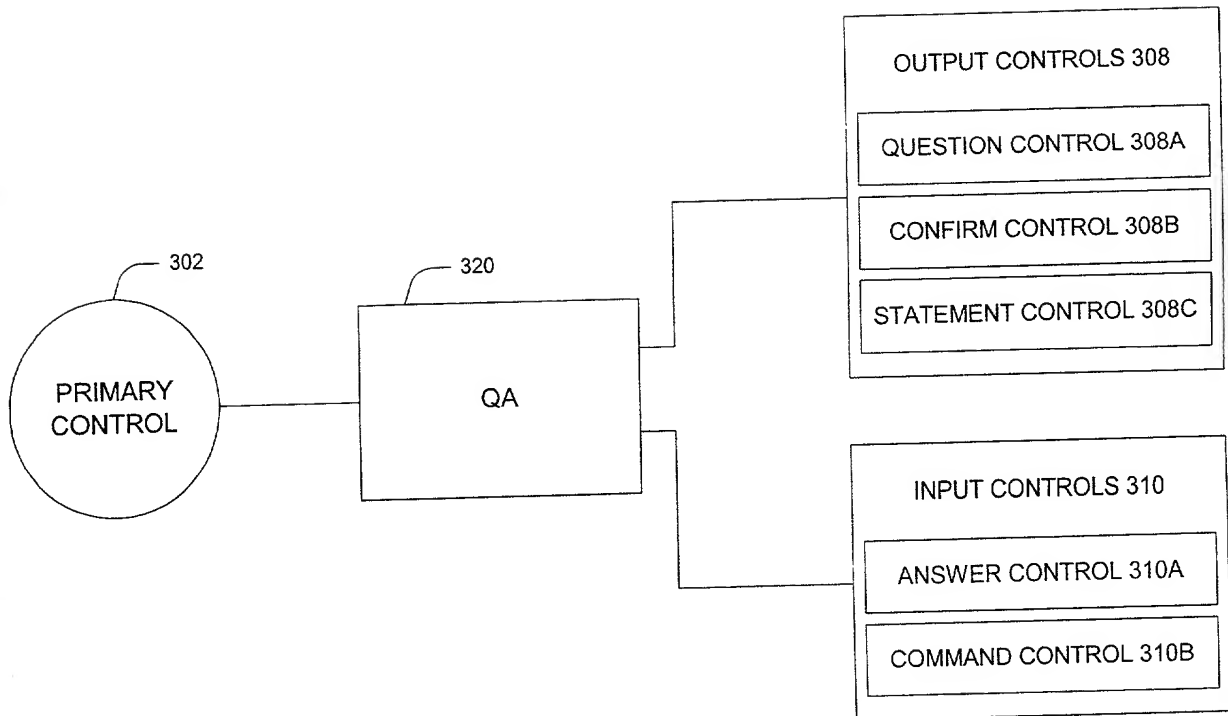 OUTPUT CONTROLS 308
QUESTION CONTROL 308A
CONFIRM CONTROL 308B
STATEMENT CONTROL 308C
302
320
PRIMARY
CONTROL
QA
INPUT CONTROLS 310
ANSWER CONTROL 310A
COMMAND CONTROL 310B